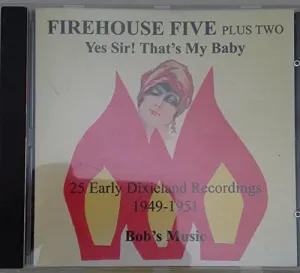 FIREHOUSE FIVE PLUS TWO
Yes Sir! That's My Baby
25 Early Dixieland Recordings
1949-1951
Bob's Music